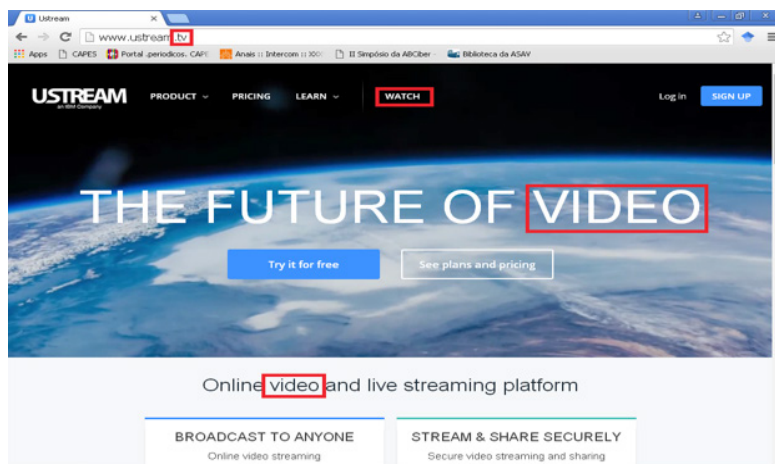 Ustream
www.ustream.tv
Apps CAPES Portal .periodicos. CAPE Anais :: Intercom :: XXX II Simpósio da ABCiber - Biblioteca da ASAV
USTREAM PRODUCT PRICING LEARN WATCH Log in SIGN UP
an IBM Company
THE FUTURE OF VIDEO
Try it for free See plans and pricing
Online video and live streaming platform
BROADCAST TO ANYONE STREAM & SHARE SECURELY
Online video streaming Secure video streaming and sharing